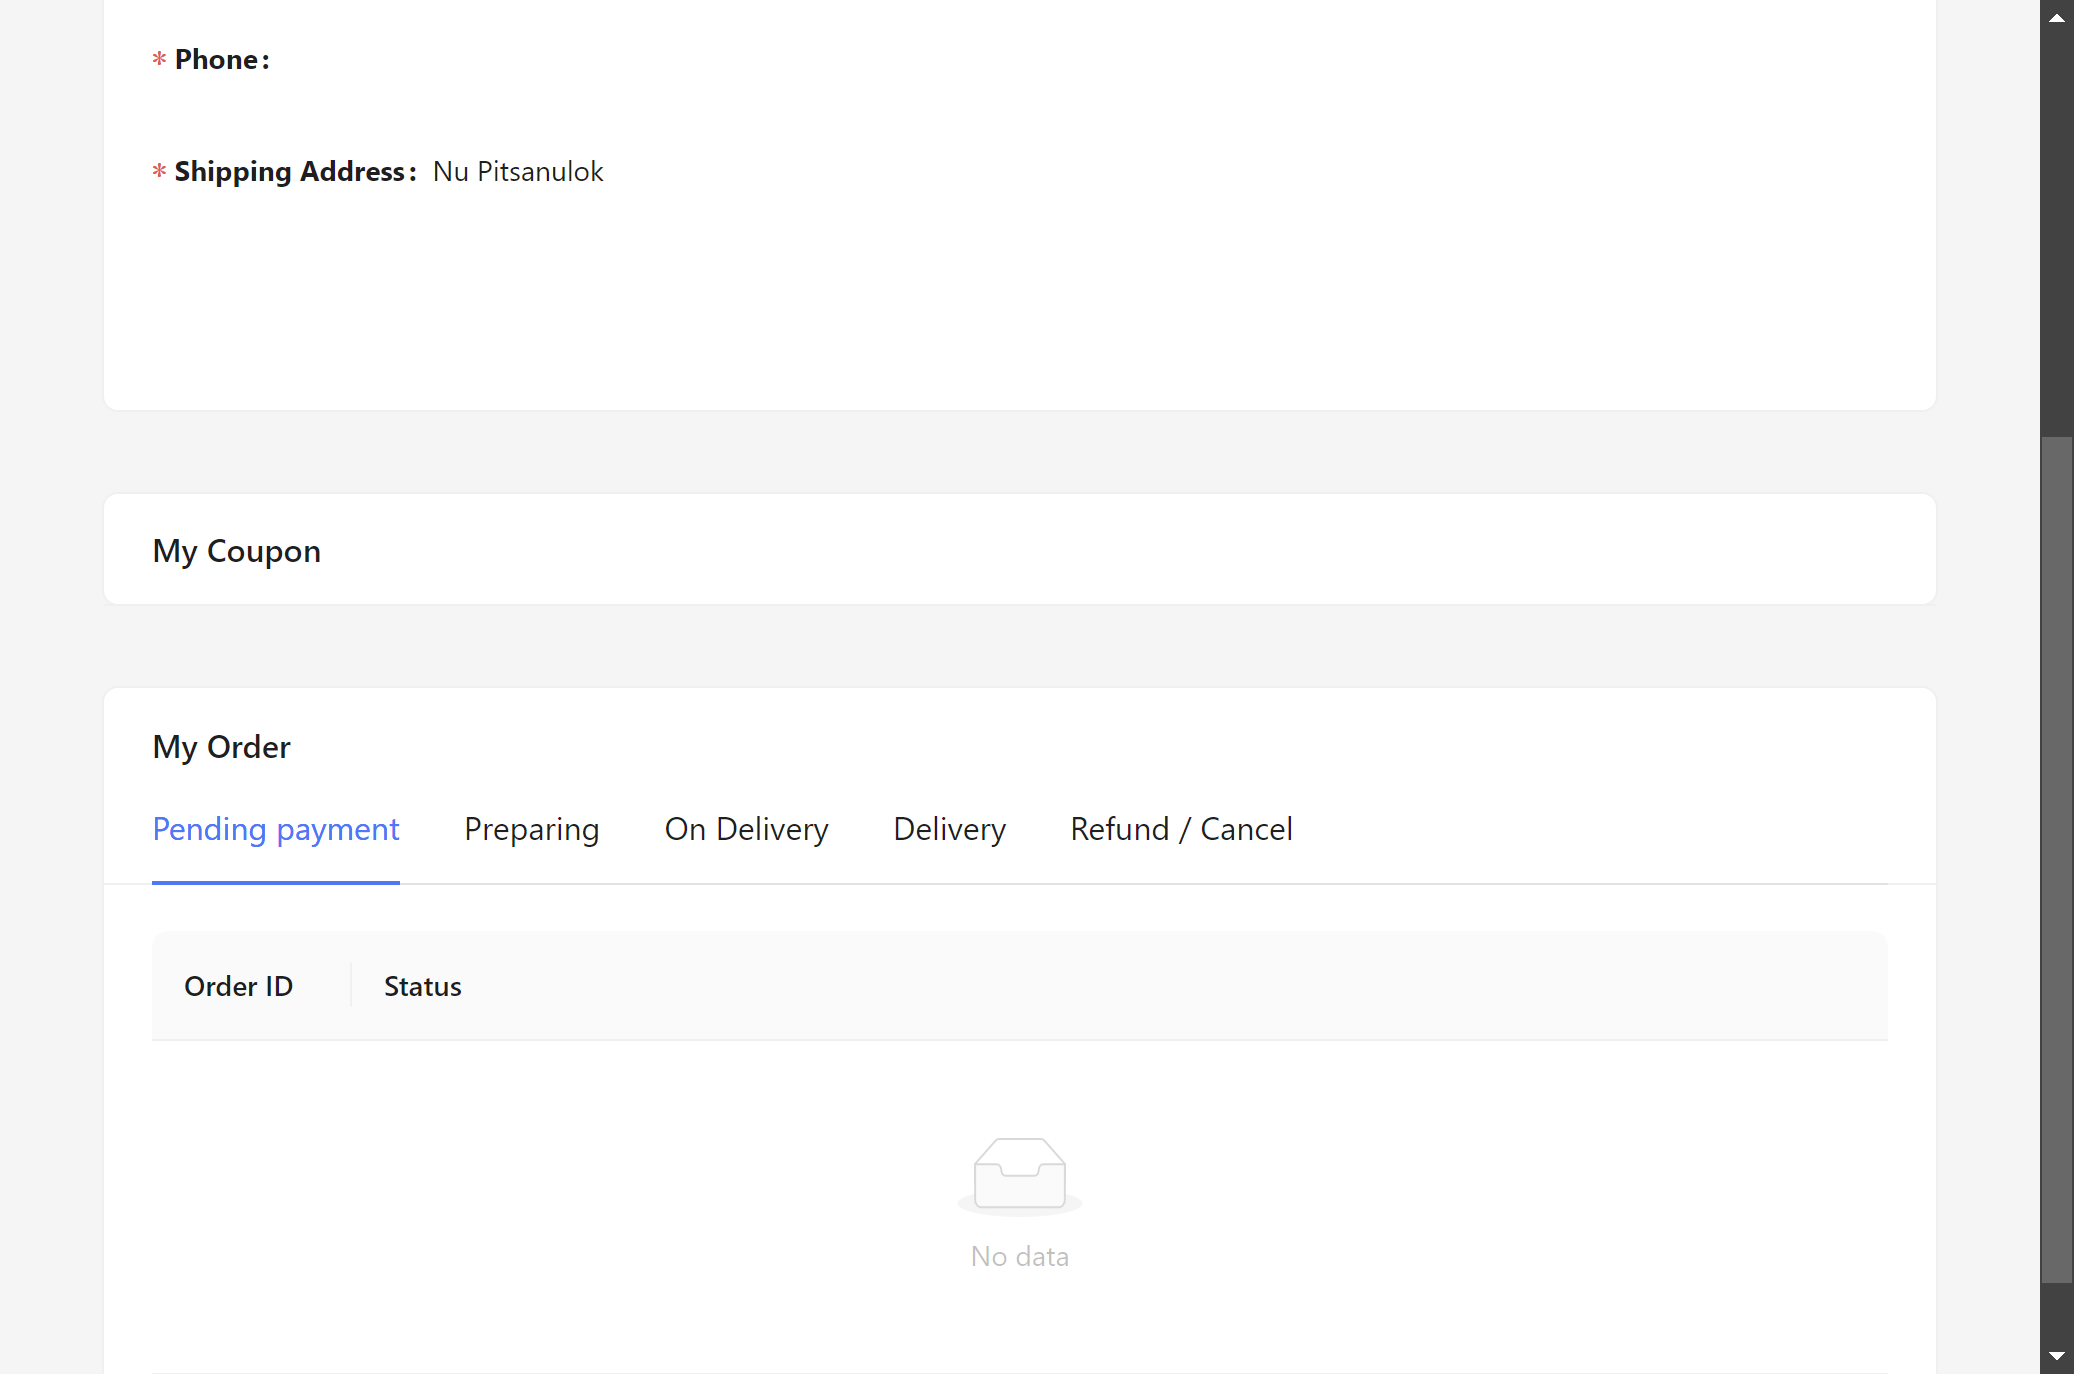 * Phone:
* Shipping Address: Nu Pitsanulok
My Coupon
My Order
Pending payment Preparing On Delivery Delivery Refund / Cancel
Order ID Status
No data